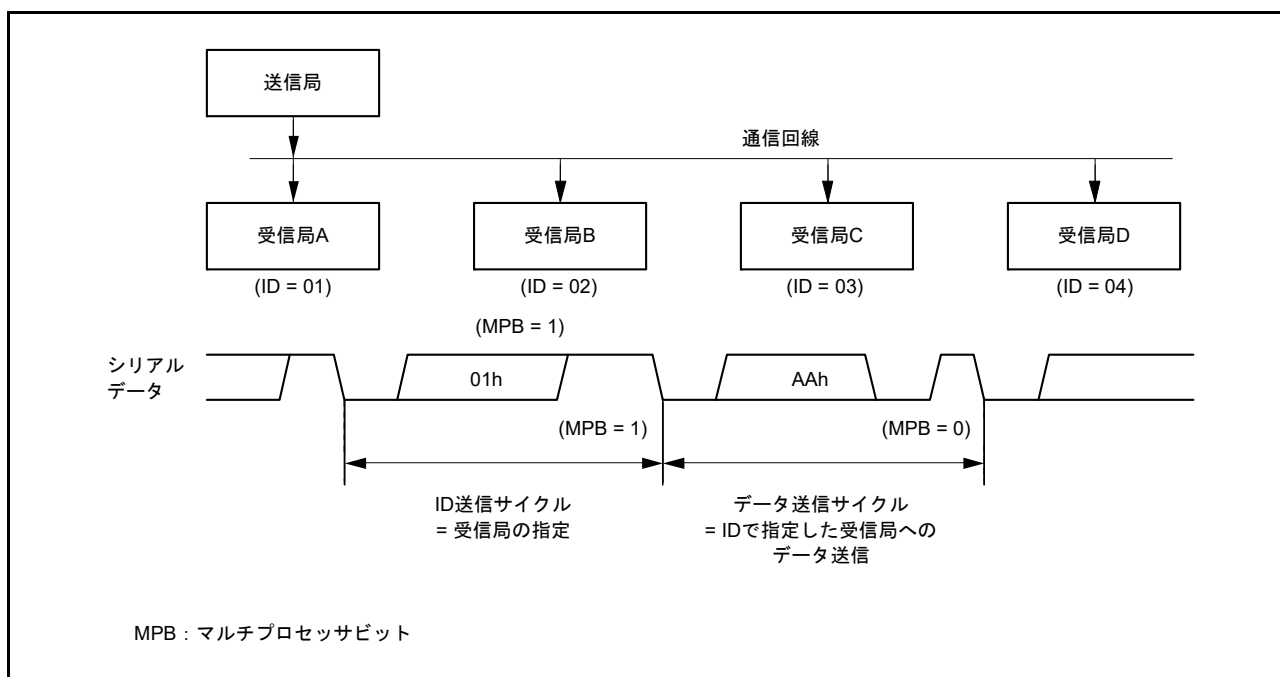 送信局
通信回線
受信局A
受信局B
受信局C
受信局D
(ID = 01)
(ID = 02)
(ID = 03)
(ID = 04)
(MPB = 1)
シリアル
データ
01h
AAh
(MPB = 1)
(MPB = 0)
ID送信サイクル
= 受信局の指定
データ送信サイクル
= IDで指定した受信局への
データ送信
MPB：マルチプロセッサビット